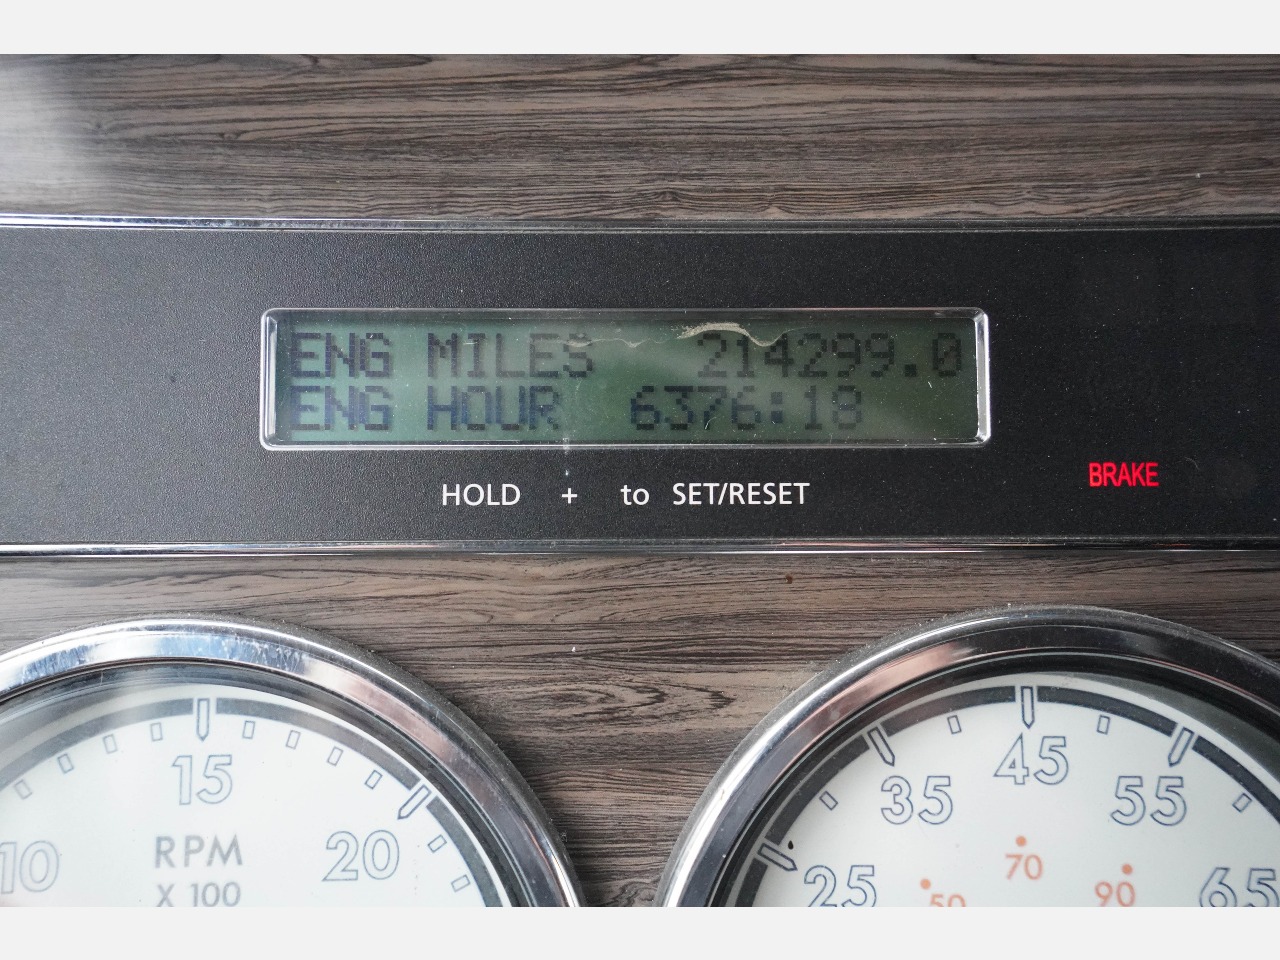 ENG MILES 214299.0
ENG HOUR 6376:18
HOLD + to SET/RESET
BRAKE
10 15 20
RPM
X 100
25 35 45 55 65
50 70 90